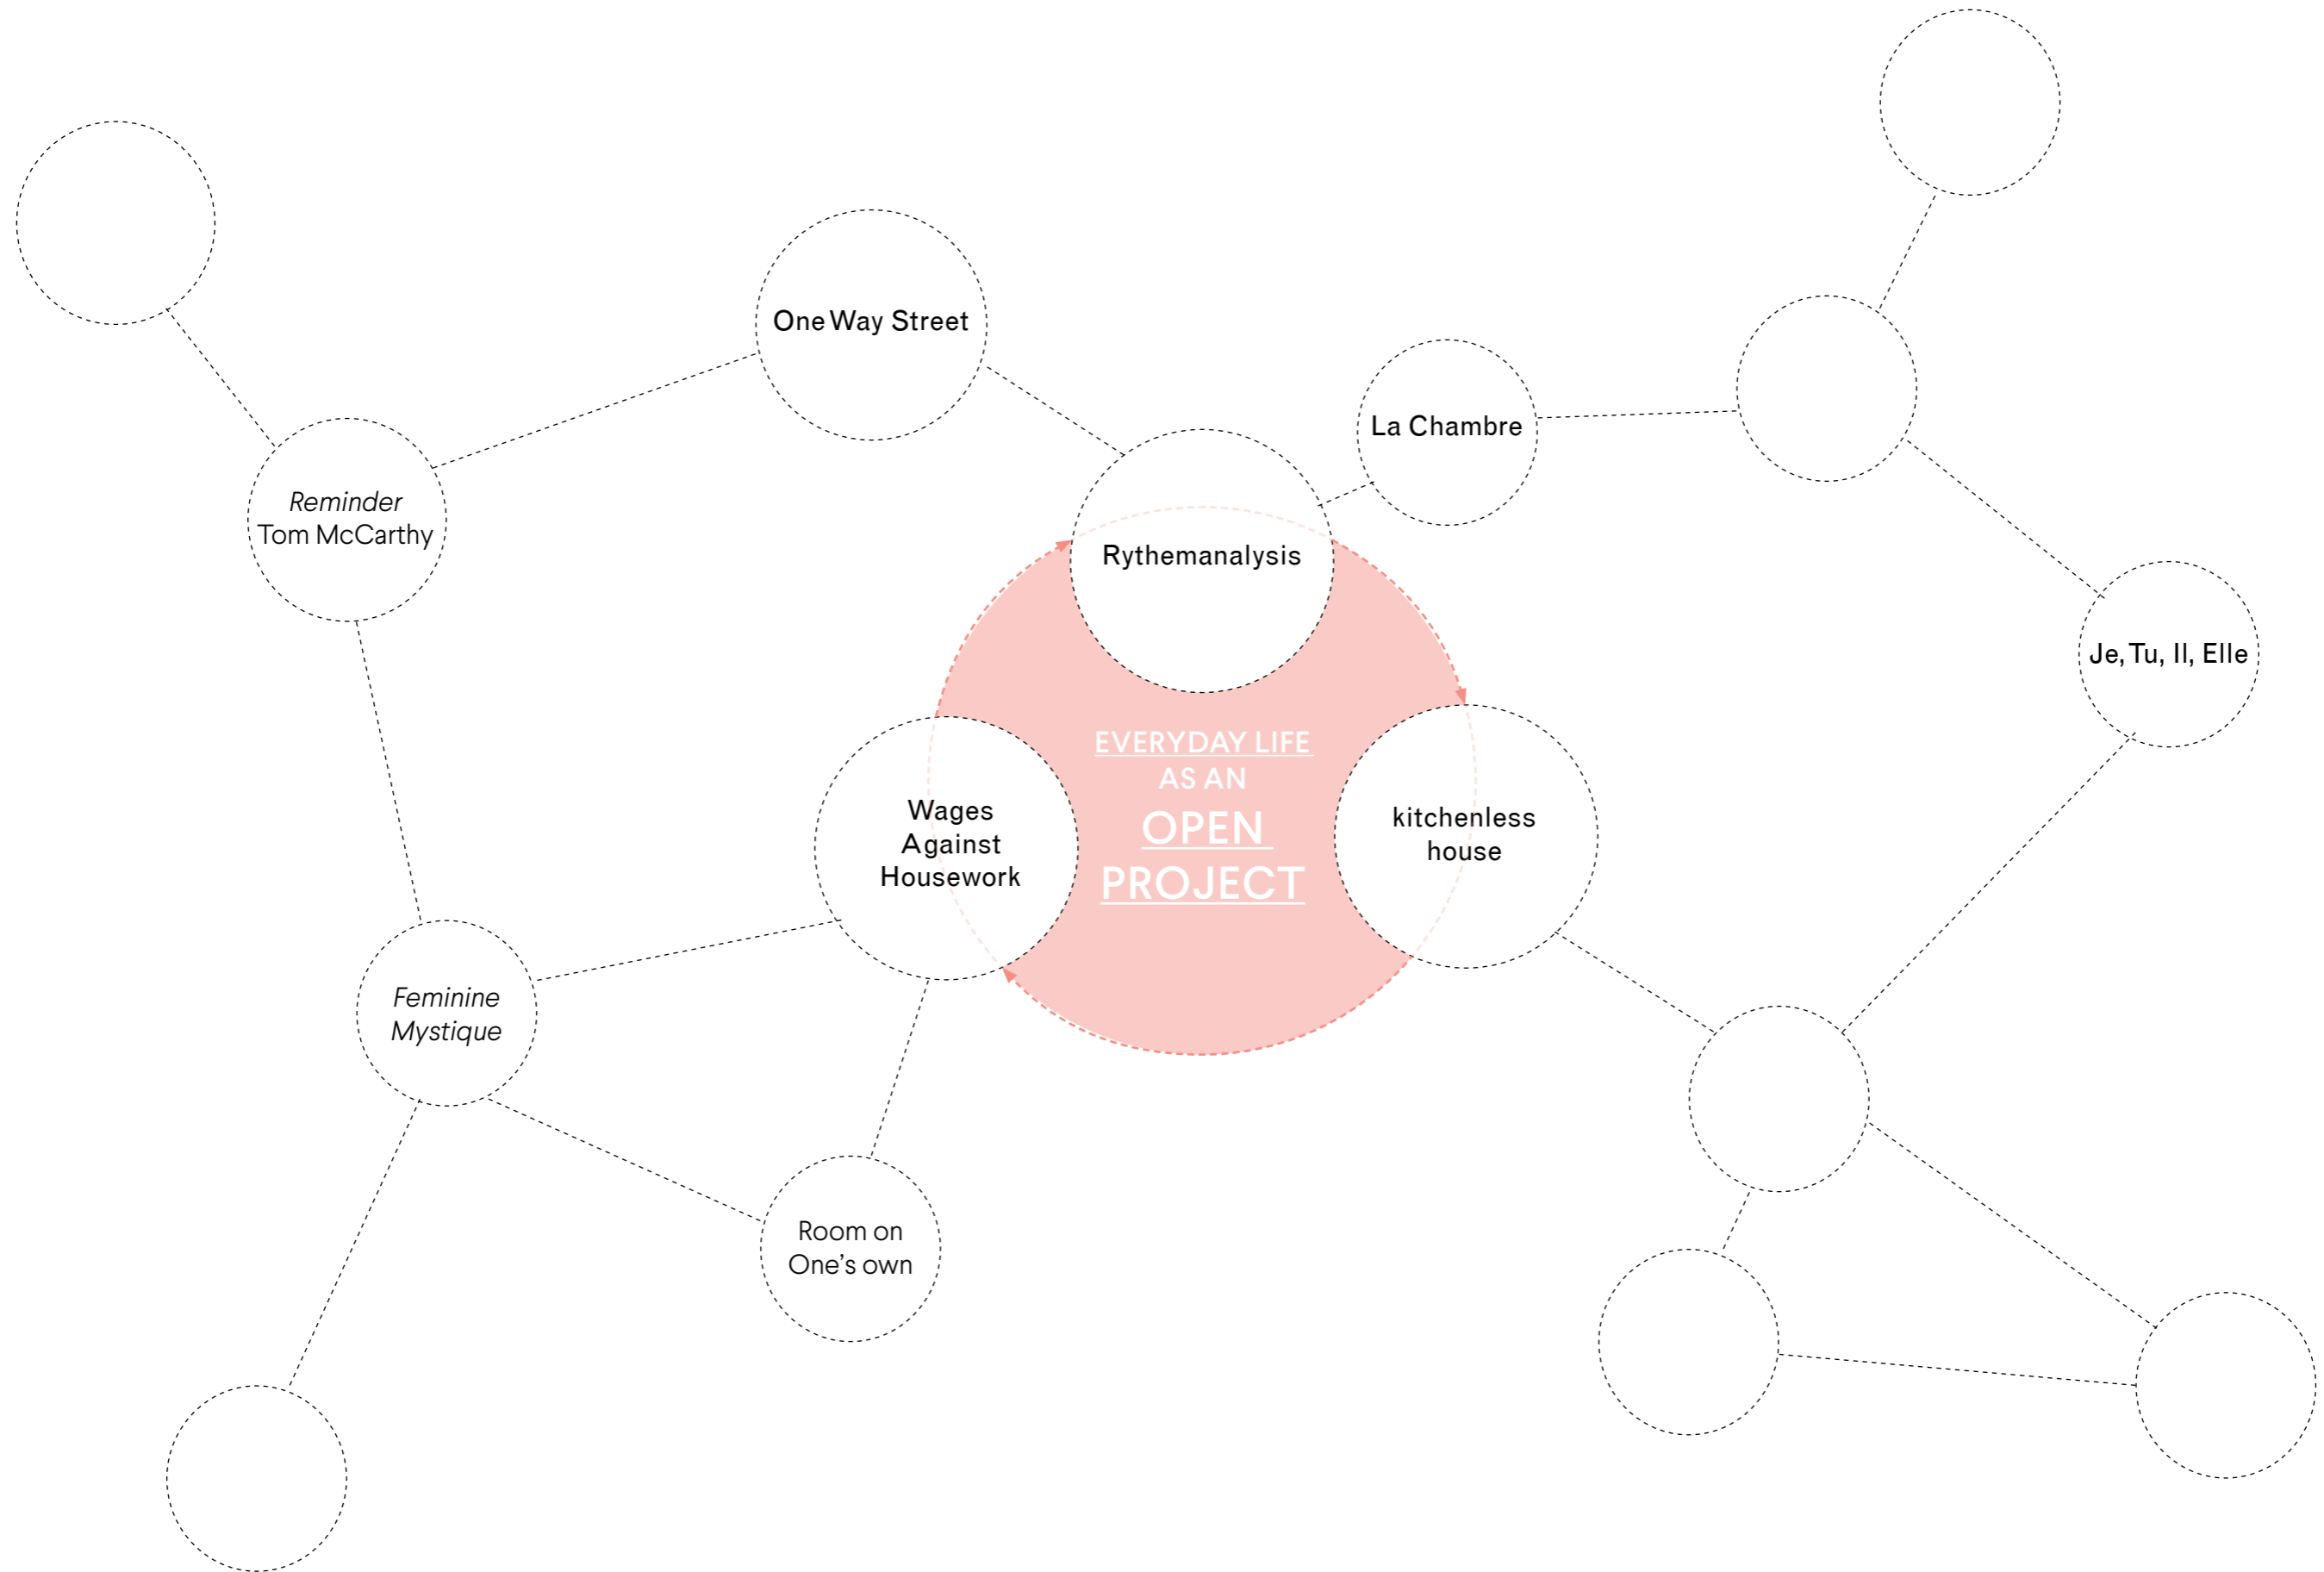 One Way Street
La Chambre
Reminder
Tom McCarthy
Rythemanalysis
Je, Tu, Il, Elle
EVERYDAY LIFE
AS AN
OPEN
PROJECT
Wages
Against
Housework
kitchenless
house
Feminine
Mystique
Room on
One’s own